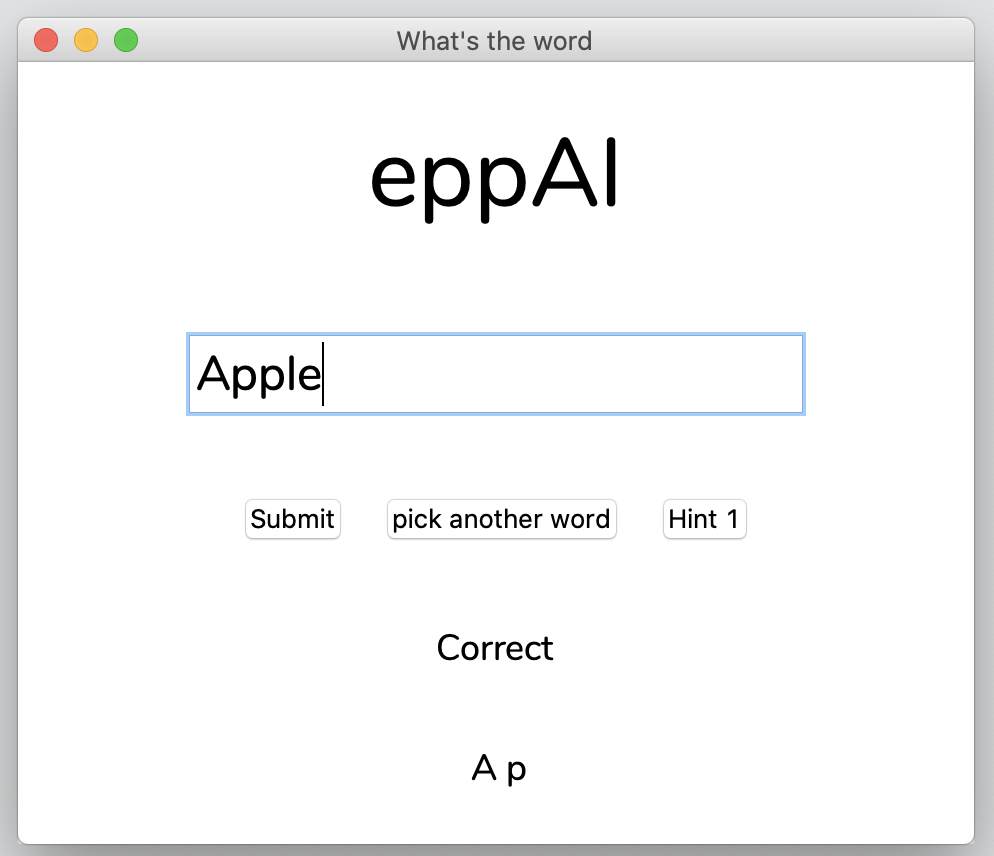 What's the word
eppAl
Apple
Submit pick another word Hint 1
Correct
A p